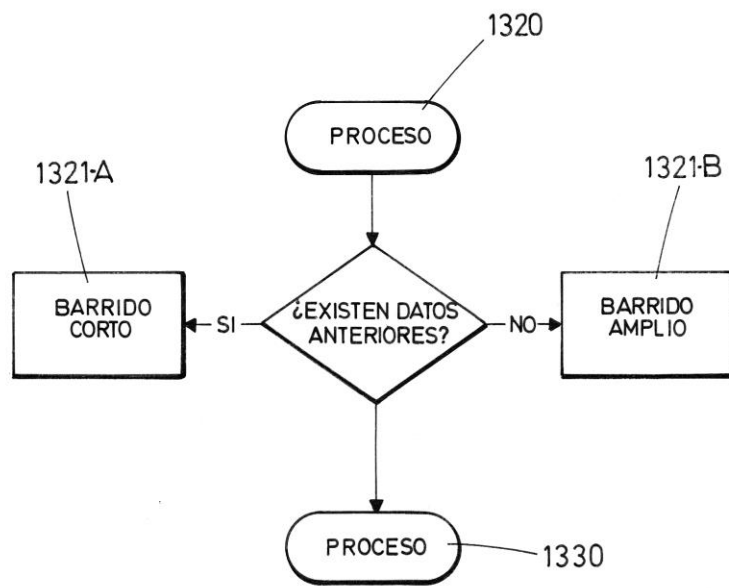 1320
PROCESO
1321-A
1321-B
BARRIDO
CORTO
SI
¿EXISTEN DATOS
ANTERIORES?
NO
BARRIDO
AMPLIO
PROCESO
1330